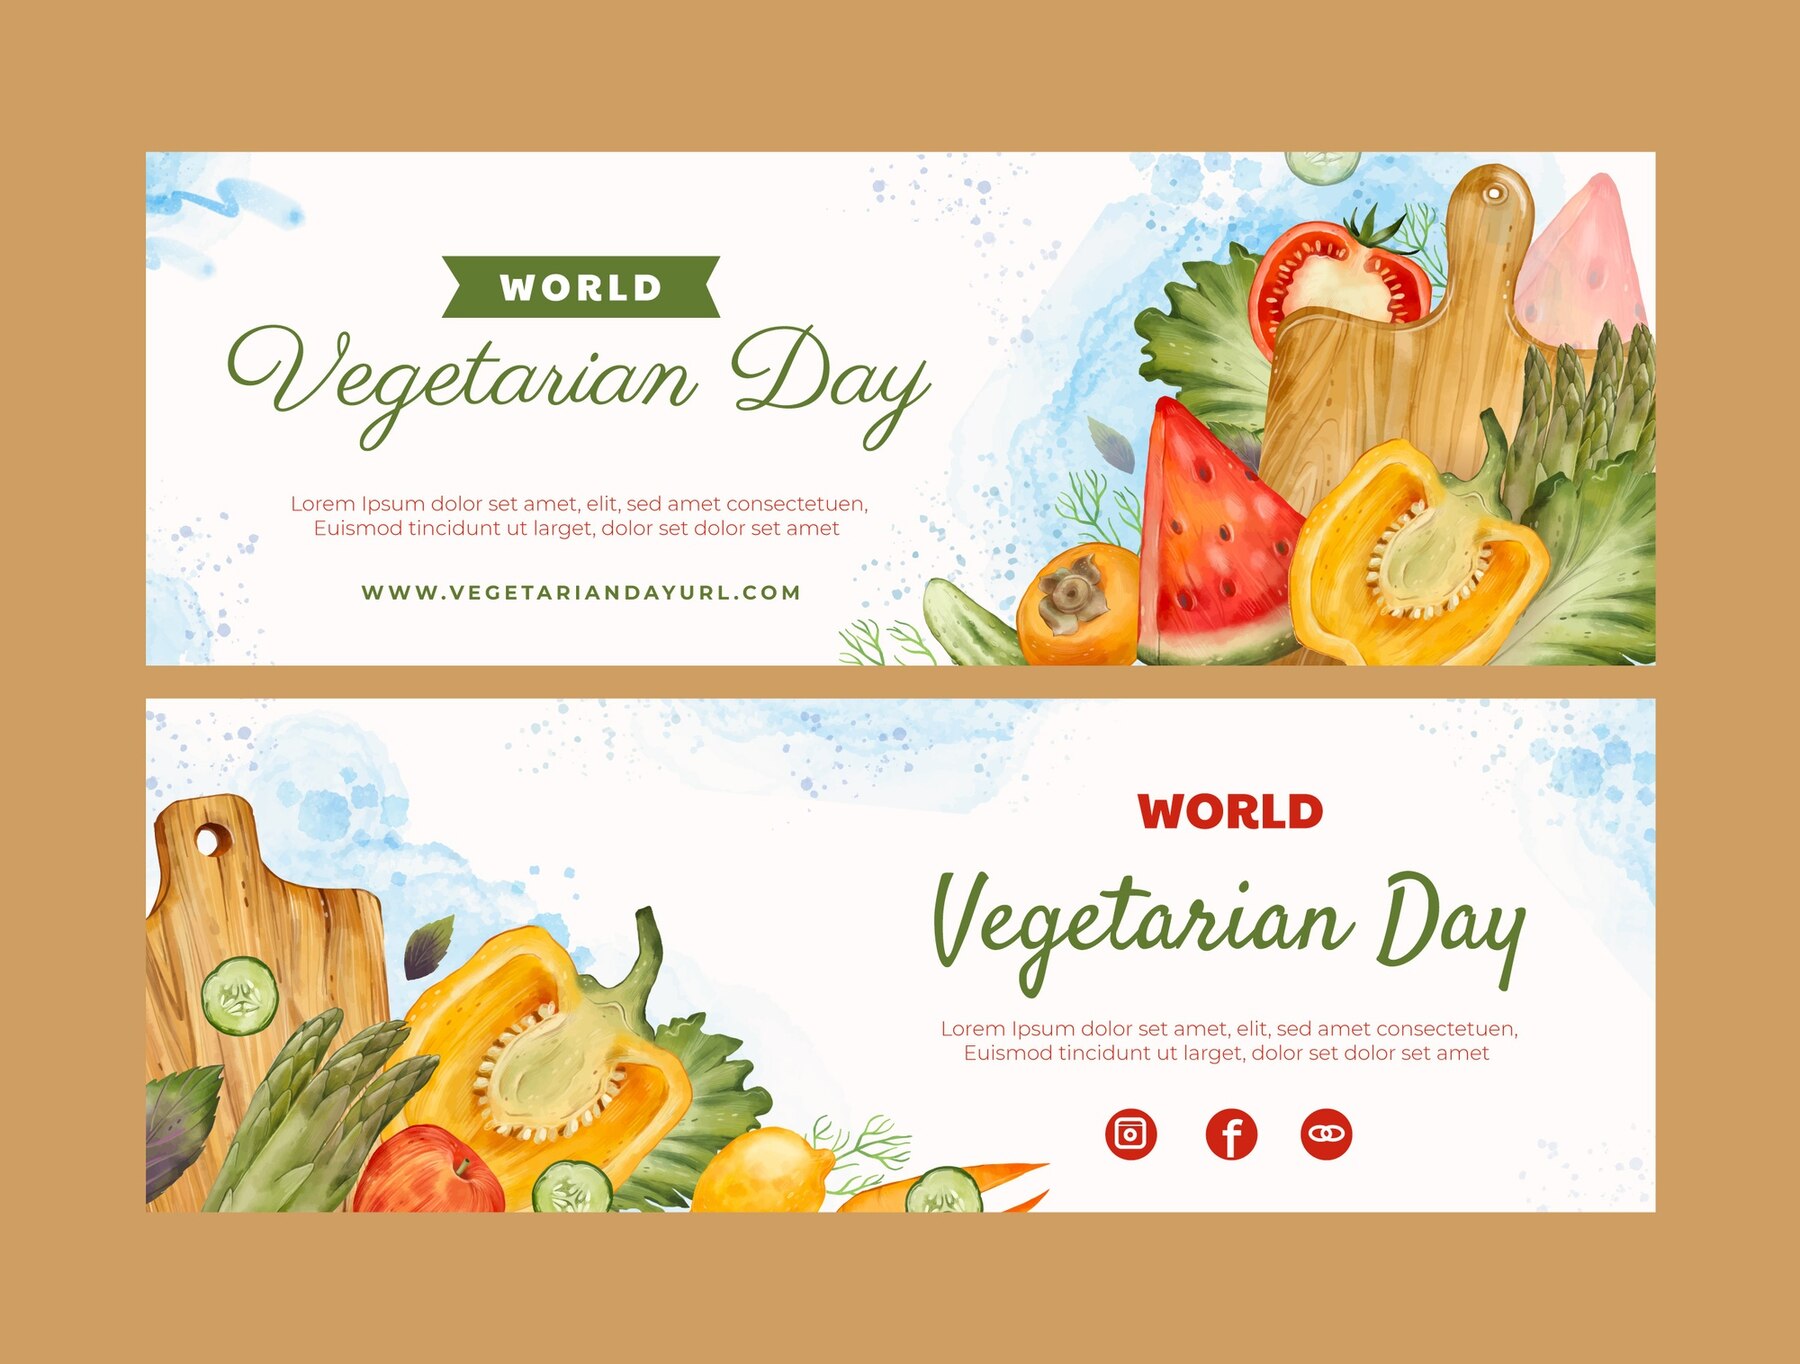 WORLD
Vegetarian Day
Lorem Ipsum dolor set amet, elit, sed amet consectetuen,
Euismod tincidunt ut larget, dolor set dolor set amet
WWW.VEGETARIANDAYURL.COM
WORLD
Vegetarian Day
Lorem Ipsum dolor set amet, elit, sed amet consectetuen,
Euismod tincidunt ut larget, dolor set dolor set amet